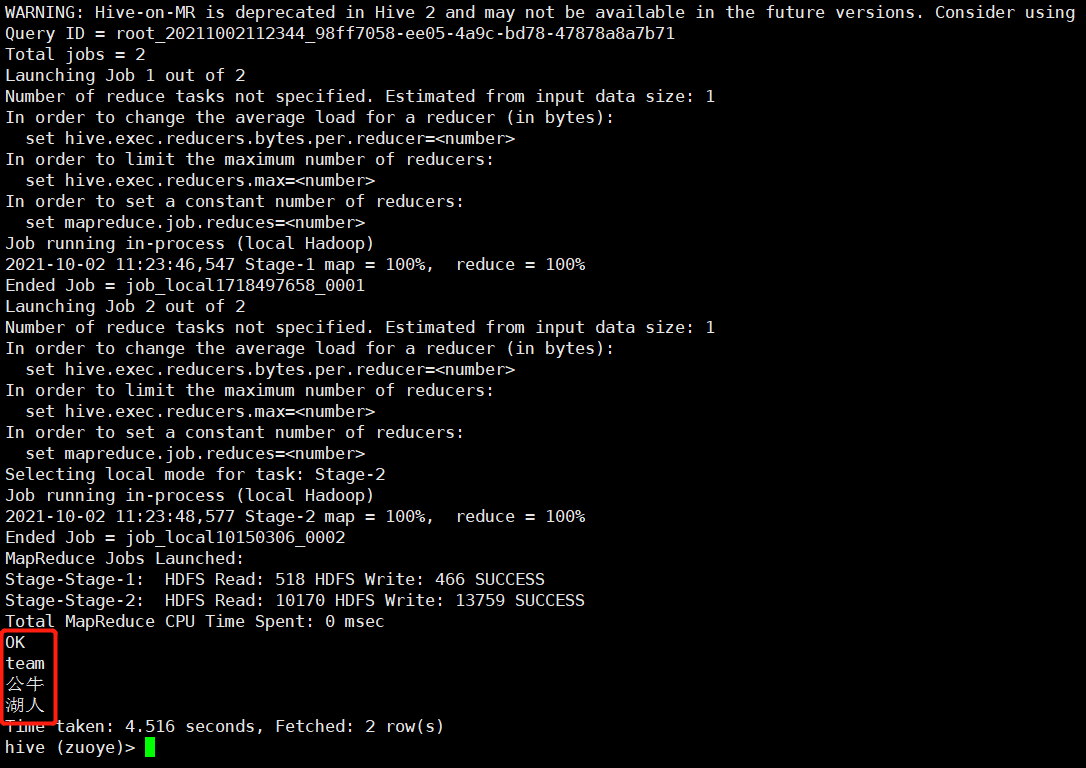 WARNING: Hive-on-MR is deprecated in Hive 2 and may not be available in the future versions. Consider using
Query ID = root_20211002112344_98ff7058-ee05-4a9c-bd78-47878a8a7b71
Total jobs = 2
Launching Job 1 out of 2
Number of reduce tasks not specified. Estimated from input data size: 1
In order to change the average load for a reducer (in bytes):
  set hive.exec.reducers.bytes.per.reducer=<number>
In order to limit the maximum number of reducers:
  set hive.exec.reducers.max=<number>
In order to set a constant number of reducers:
  set mapreduce.job.reduces=<number>
Job running in-process (local Hadoop)
2021-10-02 11:23:46,547 Stage-1 map = 100%,  reduce = 100%
Ended Job = job_local1718497658_0001
Launching Job 2 out of 2
Number of reduce tasks not specified. Estimated from input data size: 1
In order to change the average load for a reducer (in bytes):
  set hive.exec.reducers.bytes.per.reducer=<number>
In order to limit the maximum number of reducers:
  set hive.exec.reducers.max=<number>
In order to set a constant number of reducers:
  set mapreduce.job.reduces=<number>
Selecting local mode for task: Stage-2
Job running in-process (local Hadoop)
2021-10-02 11:23:48,577 Stage-2 map = 100%,  reduce = 100%
Ended Job = job_local10150306_0002
MapReduce Jobs Launched:
Stage-Stage-1:  HDFS Read: 518 HDFS Write: 466 SUCCESS
Stage-Stage-2:  HDFS Read: 10170 HDFS Write: 13759 SUCCESS
Total MapReduce CPU Time Spent: 0 msec
OK
team
公牛
湖人
Time taken: 4.516 seconds, Fetched: 2 row(s)
hive (zuoye)>